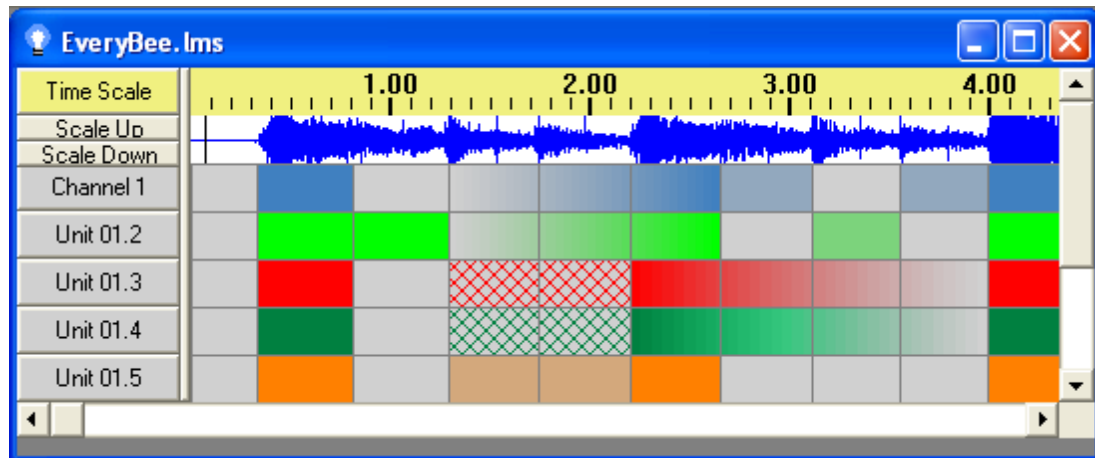 EveryBee.lms
Time Scale 1.00 2.00 3.00 4.00
Scale Up
Scale Down
Channel 1
Unit 01.2
Unit 01.3
Unit 01.4
Unit 01.5